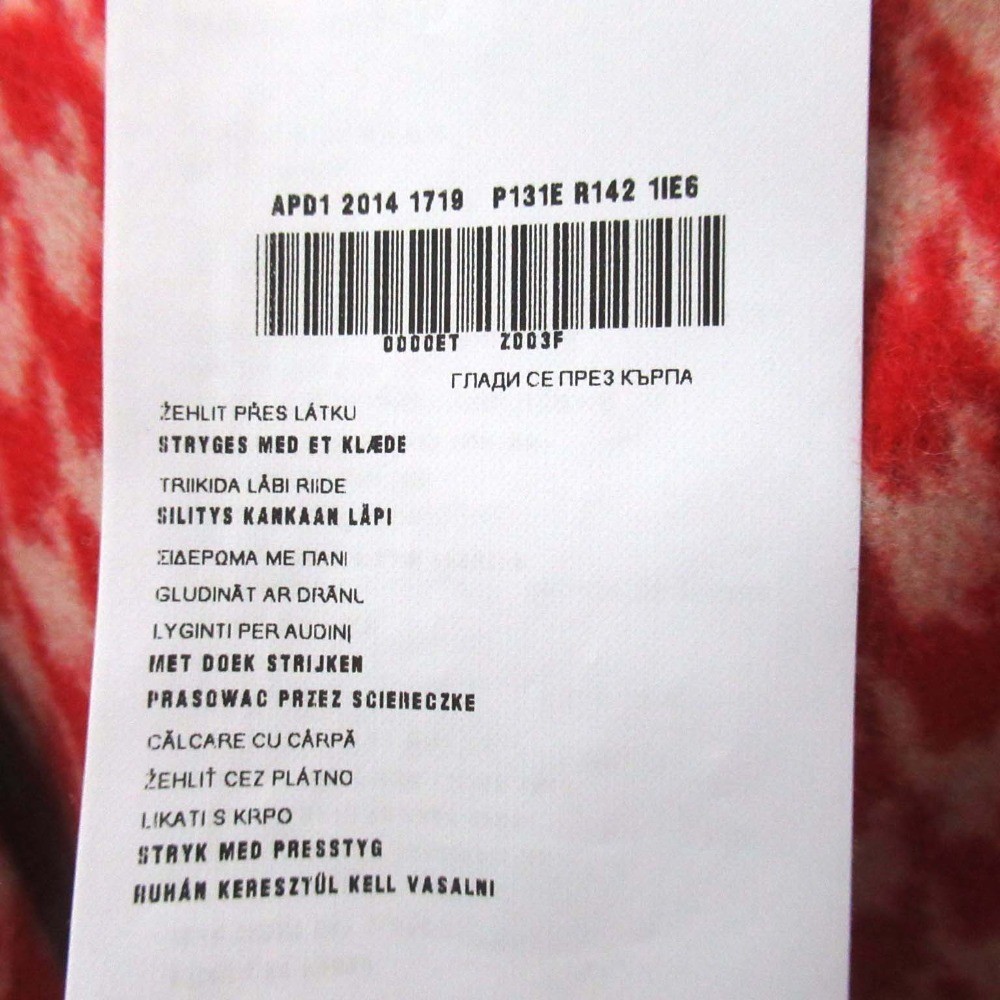 APD1 2014 1719 P131E R142 1IE6
0000ET Z003F
ГЛАДИ СЕ ПРЕЗ КЪРПА
ŽEHLIT PŘES LÁTKU
STRYGES MED ET KLÆDE
TRIIKIDA LÄBI RIIDE
SILITYS KANKAAN LÄPI
ΣΙΔΕΡΩΜΑ ΜΕ ΠΑΝΙ
GLUDINĀT AR DRĀNU
LYGINTI PER AUDINĮ
MET DOEK STRIJKEN
PRASOWAC PRZEZ SCIERECZKE
CĂLCARE CU CÂRPĂ
ŽEHLIŤ CEZ PLÁTNO
LIKATI S KRPO
STRYK MED PRESSTYG
RUHÁN KERESZTÜL KELL VASALNI